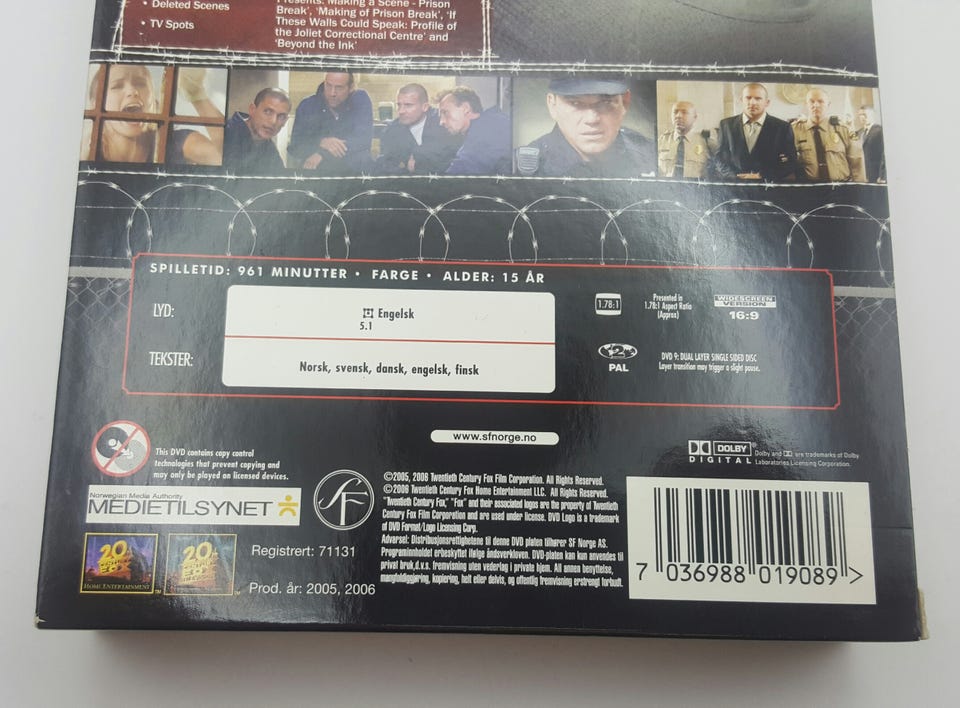 • Deleted Scenes
• TV Spots
Presents: Making a Scene - Prison
Break', 'Making of Prison Break', 'If
These Walls Could Speak: Profile of
the Joliet Correctional Centre' and
'Beyond the Ink'
SPILLETID: 961 MINUTTER • FARGE • ALDER: 15 ÅR
LYD:
Engelsk
5.1
TEKSTER:
Norsk, svensk, dansk, engelsk, finsk
1.78:1
Presented in
1.78:1 Aspect Ratio
(Approx)
WIDESCREEN
VERSION
16:9
2
PAL
DVD 9: DUAL LAYER SINGLE SIDED DISC
Layer transition may trigger a slight pause.
www.sfnorge.no
This DVD contains copy control
technologies that prevent copying and
may only be played on licensed devices.
Norwegian Media Authority
MEDIETILSYNET
SF
©2005, 2006 Twentieth Century Fox Film Corporation. All Rights Reserved.
©2006 Twentieth Century Fox Home Entertainment LLC. All Rights Reserved.
"Twentieth Century Fox," "Fox" and their associated logos are the property of Twentieth
Century Fox Film Corporation and are used under license. DVD Logo is a trademark
of DVD Format/Logo Licensing Corp.
Advarsel: Distribusjonsrettighetene til denne DVD platen tilhører SF Norge AS.
Programinnholdet er beskyttet ifølge åndsverkloven. DVD-platen kan kun anvendes til
privat bruk, d.v.s. fremvisning uten vederlag i private hjem. All annen benyttelse,
mangfoldiggjøring, kopiering, helt eller delvis, og offentlig fremvisning er strengt forbudt.
DOLBY
DIGITAL
Dolby and are trademarks of Dolby
Laboratories Licensing Corporation.
20
CENTURY
FOX
HOME ENTERTAINMENT
TM
20
CENTURY
FOX
TM
Registrert: 71131
Prod. år: 2005, 2006
7 036988 019089 >